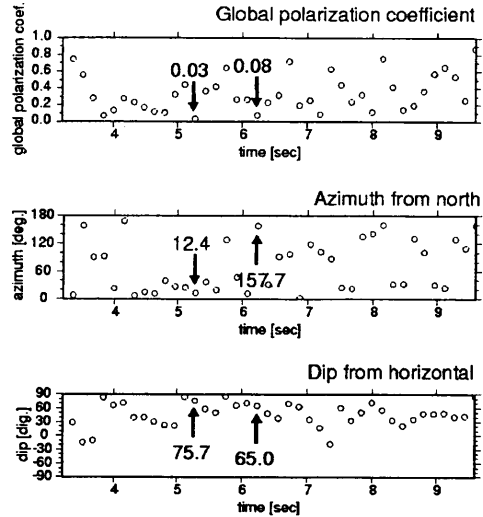 Global polarization coefficient
global polarization coef.
1.0
0.8
0.6
0.4
0.2
0.0
0.03
0.08
4 5 6 7 8 9
time [sec]
Azimuth from north
azimuth [deg.]
180
120
60
0
12.4
157.7
4 5 6 7 8 9
time [sec]
Dip from horizontal
dip [dig.]
90
60
30
0
-30
-60
-90
75.7
65.0
4 5 6 7 8 9
time [sec]